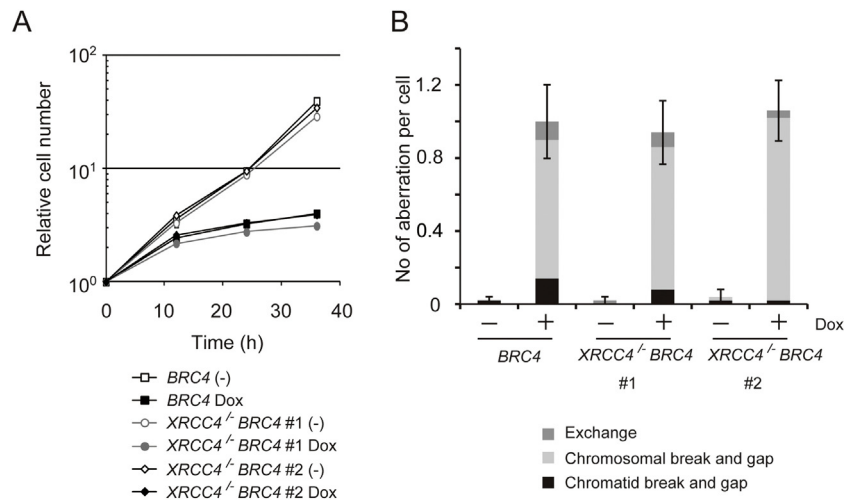 A
B
Relative cell number
10²
10¹
10⁰
0
10
20
30
40
Time (h)
BRC4 (-)
BRC4 Dox
XRCC4 ⁻/⁻ BRC4 #1 (-)
XRCC4 ⁻/⁻ BRC4 #1 Dox
XRCC4 ⁻/⁻ BRC4 #2 (-)
XRCC4 ⁻/⁻ BRC4 #2 Dox
No of aberration per cell
1.2
0.8
0.4
0
− + − + − + Dox
BRC4 XRCC4 ⁻/⁻ BRC4 XRCC4 ⁻/⁻ BRC4
#1 #2
Exchange
Chromosomal break and gap
Chromatid break and gap